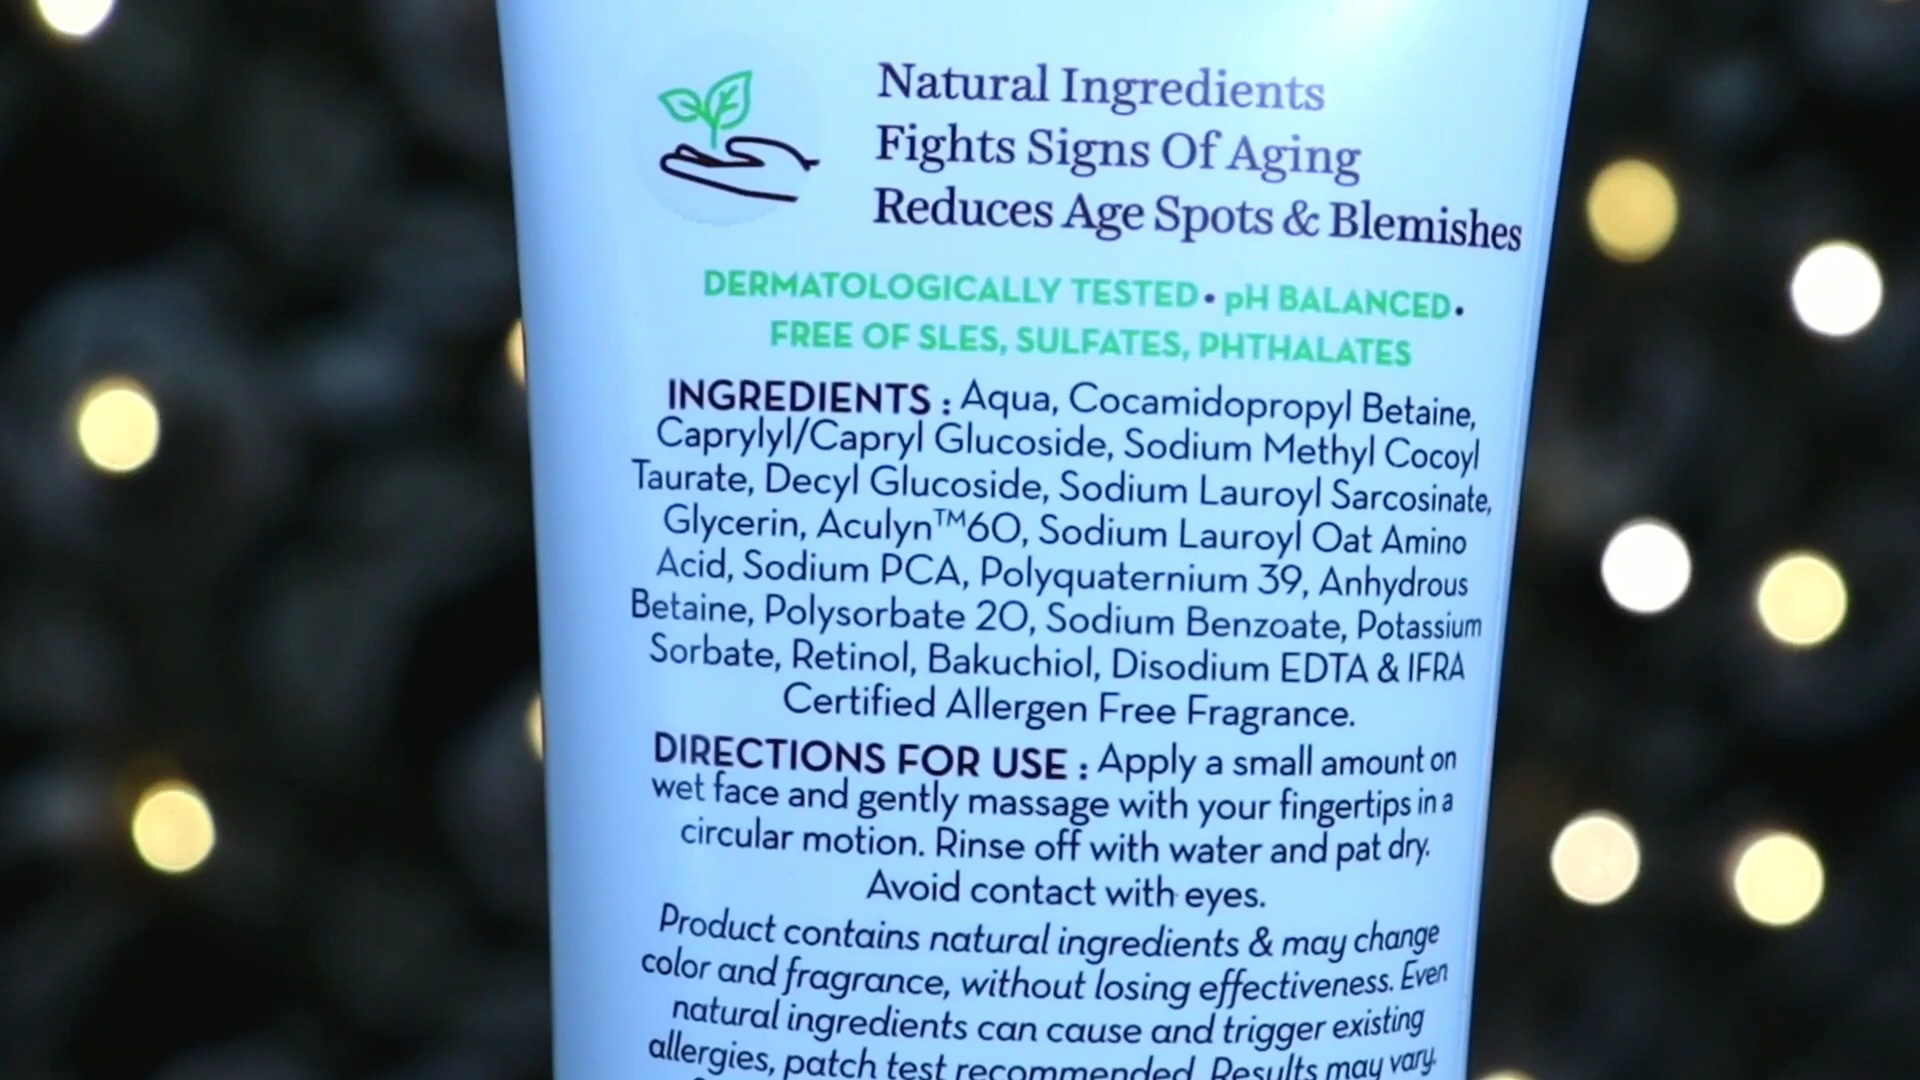 Natural Ingredients
Fights Signs Of Aging
Reduces Age Spots & Blemishes
DERMATOLOGICALLY TESTED • pH BALANCED •
FREE OF SLES, SULFATES, PHTHALATES
INGREDIENTS : Aqua, Cocamidopropyl Betaine,
Caprylyl/Capryl Glucoside, Sodium Methyl Cocoyl
Taurate, Decyl Glucoside, Sodium Lauroyl Sarcosinate,
Glycerin, Aculyn™60, Sodium Lauroyl Oat Amino
Acid, Sodium PCA, Polyquaternium 39, Anhydrous
Betaine, Polysorbate 20, Sodium Benzoate, Potassium
Sorbate, Retinol, Bakuchiol, Disodium EDTA & IFRA
Certified Allergen Free Fragrance.
DIRECTIONS FOR USE : Apply a small amount on
wet face and gently massage with your fingertips in a
circular motion. Rinse off with water and pat dry.
Avoid contact with eyes.
Product contains natural ingredients & may change
color and fragrance, without losing effectiveness. Even
natural ingredients can cause and trigger existing
allergies, patch test recommended. Results may vary.